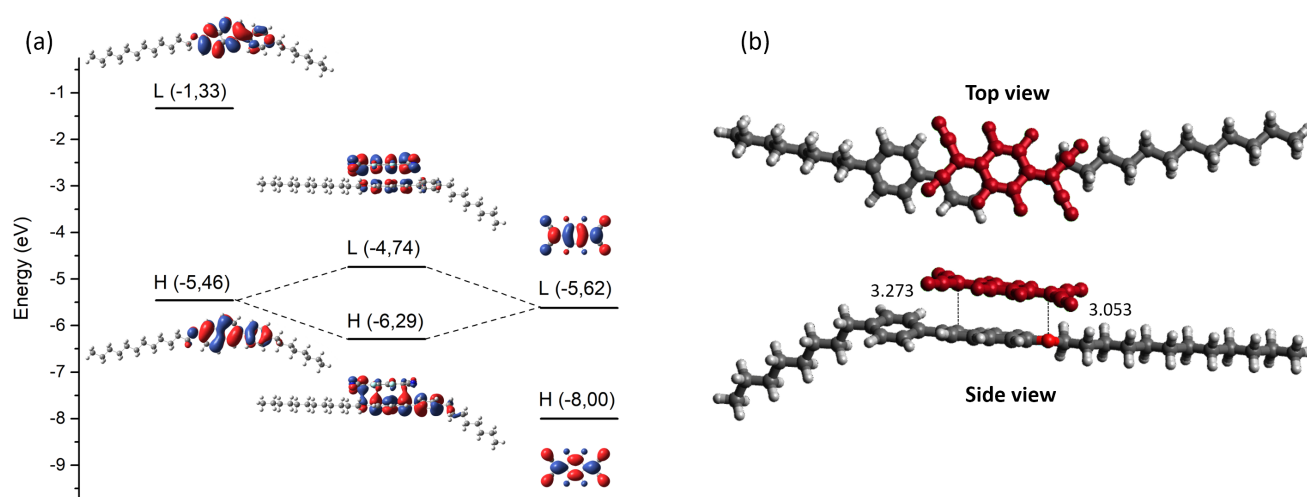 (a)
Energy (eV)
-1
-2
-3
-4
-5
-6
-7
-8
-9
L (-1,33)
H (-5,46)
L (-4,74)
H (-6,29)
L (-5,62)
H (-8,00)
(b)
Top view
3.273
3.053
Side view